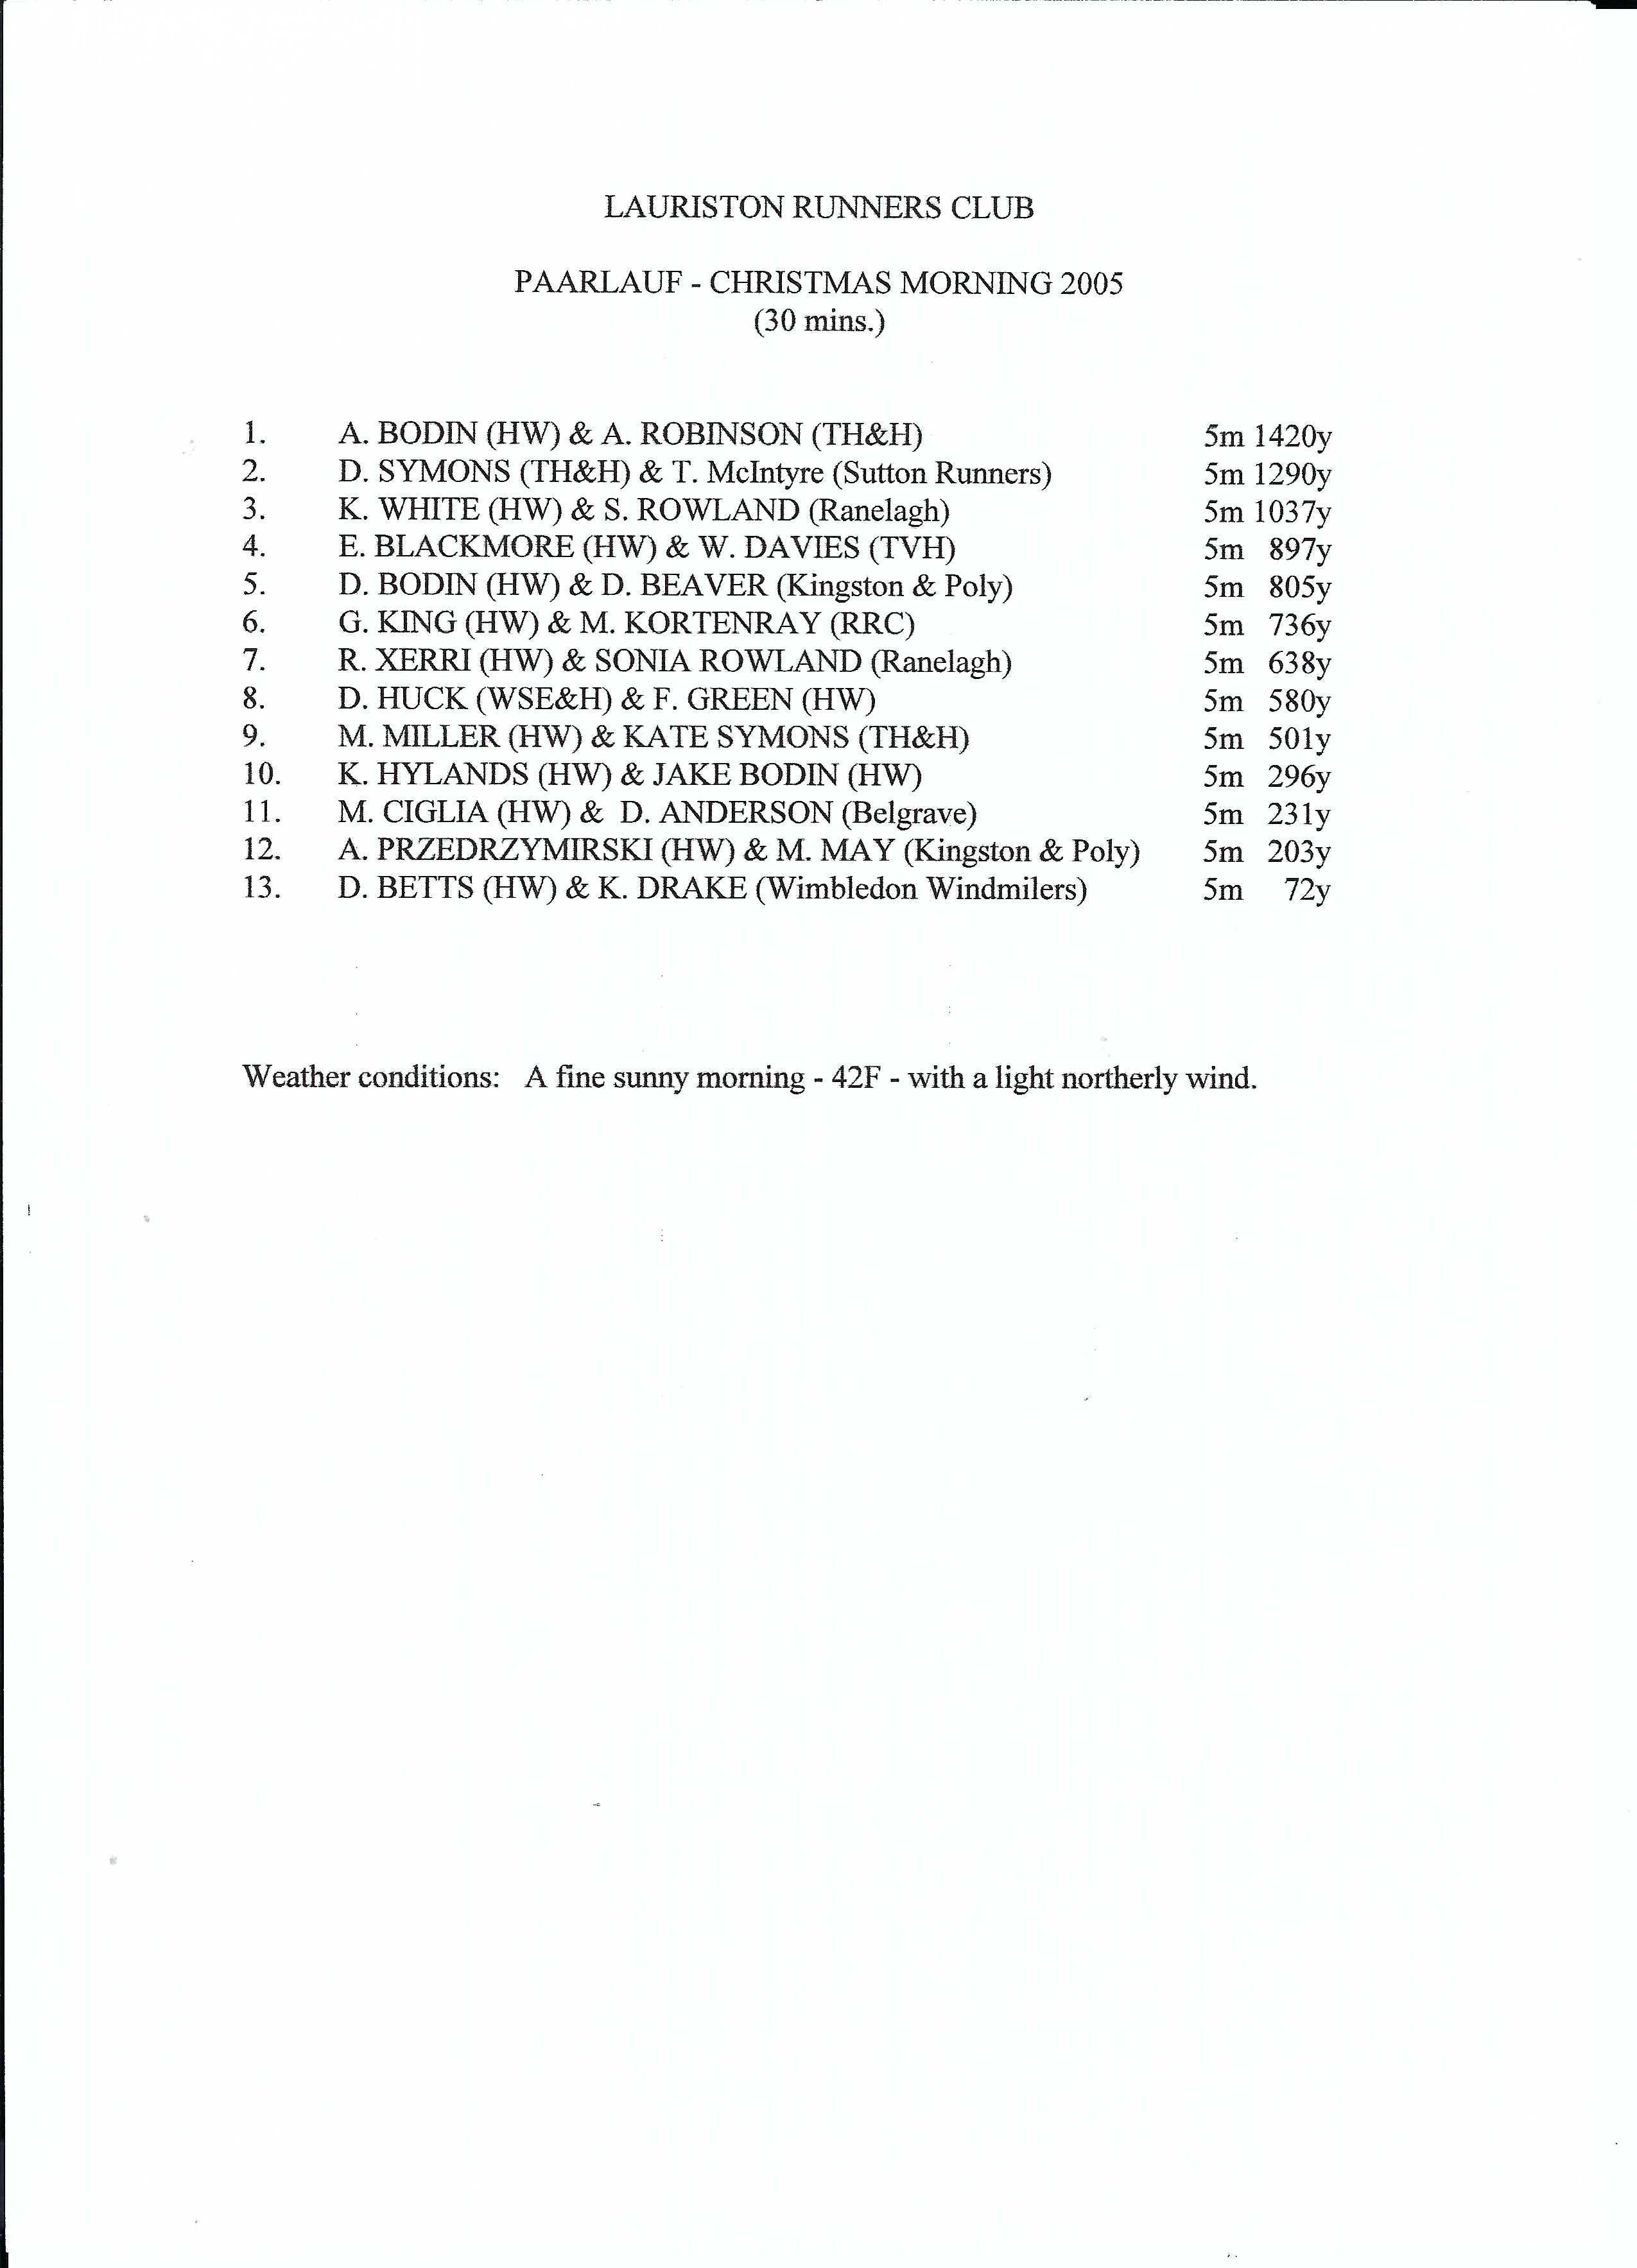 LAURISTON RUNNERS CLUB
PAARLAUF - CHRISTMAS MORNING 2005
(30 mins.)
1. A. BODIN (HW) & A. ROBINSON (TH&H) 5m 1420y
2. D. SYMONS (TH&H) & T. McIntyre (Sutton Runners) 5m 1290y
3. K. WHITE (HW) & S. ROWLAND (Ranelagh) 5m 1037y
4. E. BLACKMORE (HW) & W. DAVIES (TVH) 5m 897y
5. D. BODIN (HW) & D. BEAVER (Kingston & Poly) 5m 805y
6. G. KING (HW) & M. KORTENRAY (RRC) 5m 736y
7. R. XERRI (HW) & SONIA ROWLAND (Ranelagh) 5m 638y
8. D. HUCK (WSE&H) & F. GREEN (HW) 5m 580y
9. M. MILLER (HW) & KATE SYMONS (TH&H) 5m 501y
10. K. HYLANDS (HW) & JAKE BODIN (HW) 5m 296y
11. M. CIGLIA (HW) & D. ANDERSON (Belgrave) 5m 231y
12. A. PRZEDRZYMIRSKI (HW) & M. MAY (Kingston & Poly) 5m 203y
13. D. BETTS (HW) & K. DRAKE (Wimbledon Windmilers) 5m 72y
Weather conditions: A fine sunny morning - 42F - with a light northerly wind.